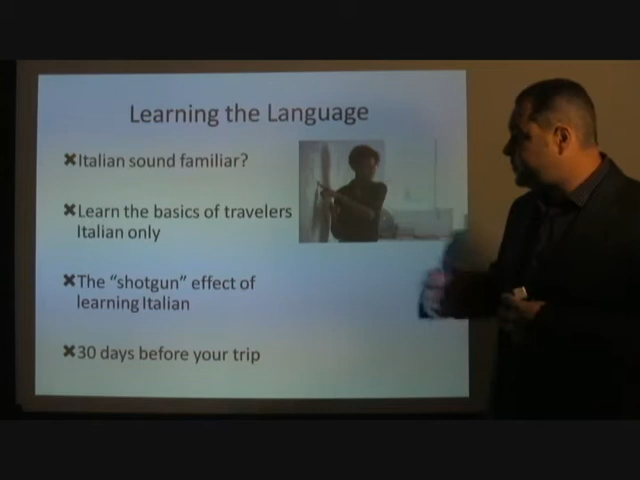 Learning the Language
Italian sound familiar?
Learn the basics of travelers
Italian only
The “shotgun” effect of
learning Italian
30 days before your trip